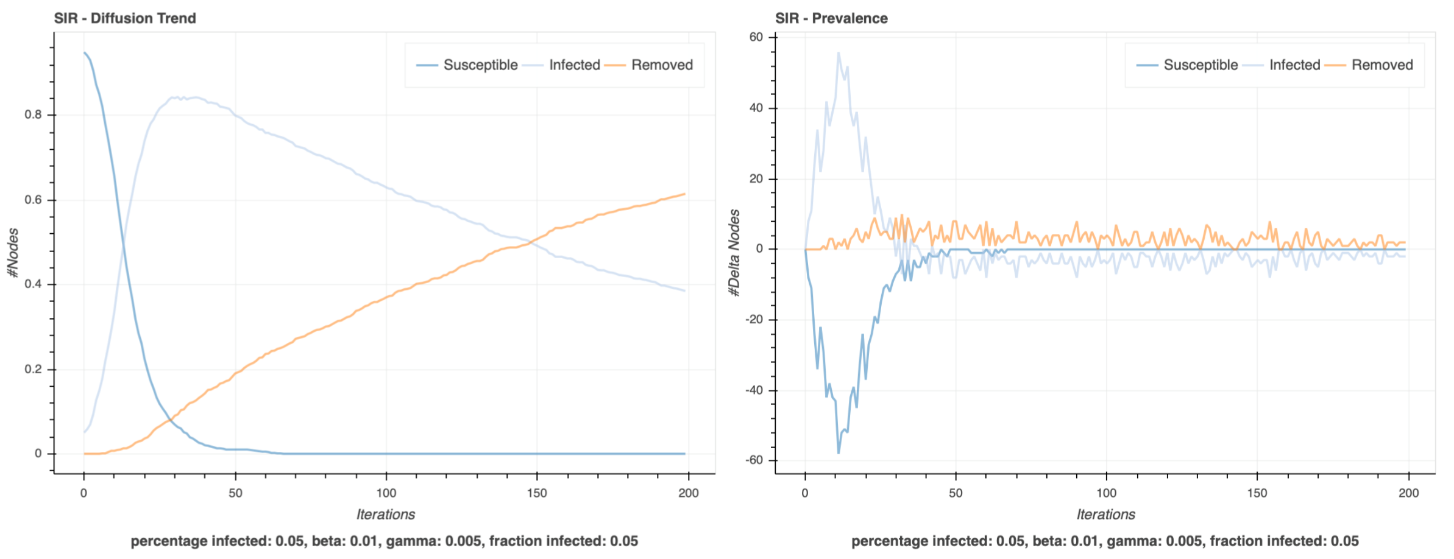 SIR - Diffusion Trend
Susceptible Infected Removed
#Nodes
0.8
0.6
0.4
0.2
0
0 50 100 150 200
Iterations
percentage infected: 0.05, beta: 0.01, gamma: 0.005, fraction infected: 0.05
SIR - Prevalence
Susceptible Infected Removed
#Delta Nodes
60
40
20
0
-20
-40
-60
0 50 100 150 200
Iterations
percentage infected: 0.05, beta: 0.01, gamma: 0.005, fraction infected: 0.05